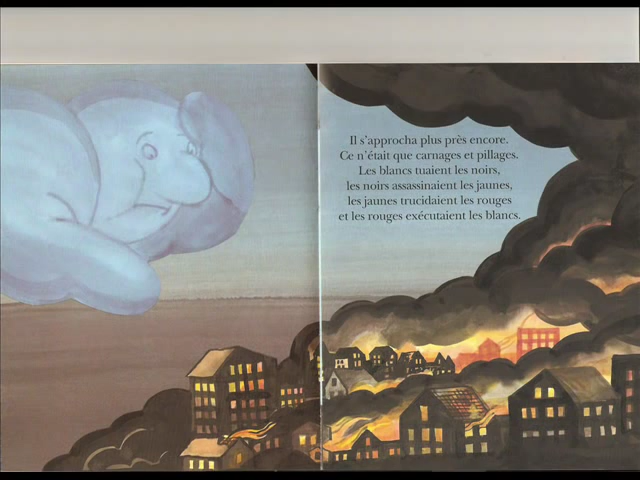 Il s'approcha plus près encore.
Ce n'était que carnages et pillages.
Les blancs tuaient les noirs,
les noirs assassinaient les jaunes,
les jaunes trucidaient les rouges
et les rouges exécutaient les blancs.